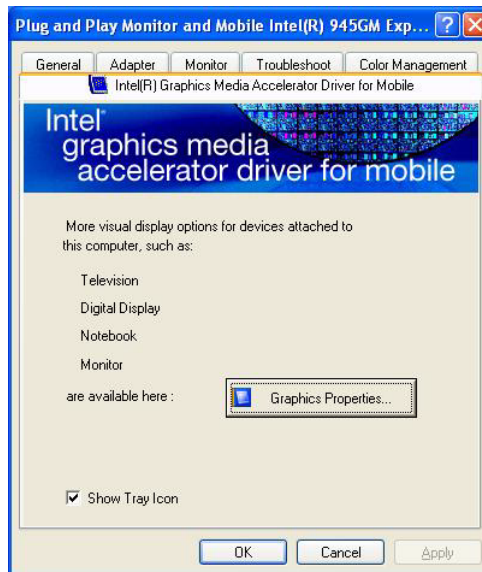 Plug and Play Monitor and Mobile Intel(R) 945GM Exp...
General Adapter Monitor Troubleshoot Color Management
Intel(R) Graphics Media Accelerator Driver for Mobile
Intel®
graphics media
accelerator driver for mobile
More visual display options for devices attached to
this computer, such as:
Television
Digital Display
Notebook
Monitor
are available here :
Graphics Properties...
Show Tray Icon
OK Cancel Apply